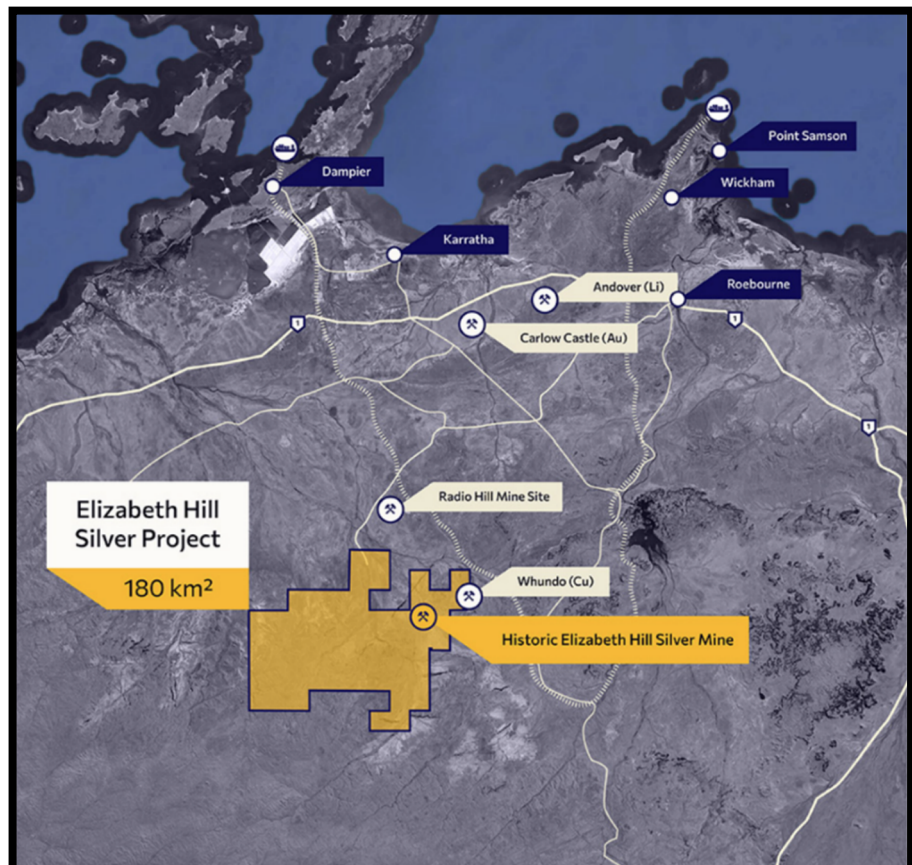 Point Samson
Dampier
Wickham
Karratha
Andover (Li)
Roebourne
1
1
Carlow Castle (Au)
1
Radio Hill Mine Site
Elizabeth Hill
Silver Project
180 km²
Whundo (Cu)
Historic Elizabeth Hill Silver Mine